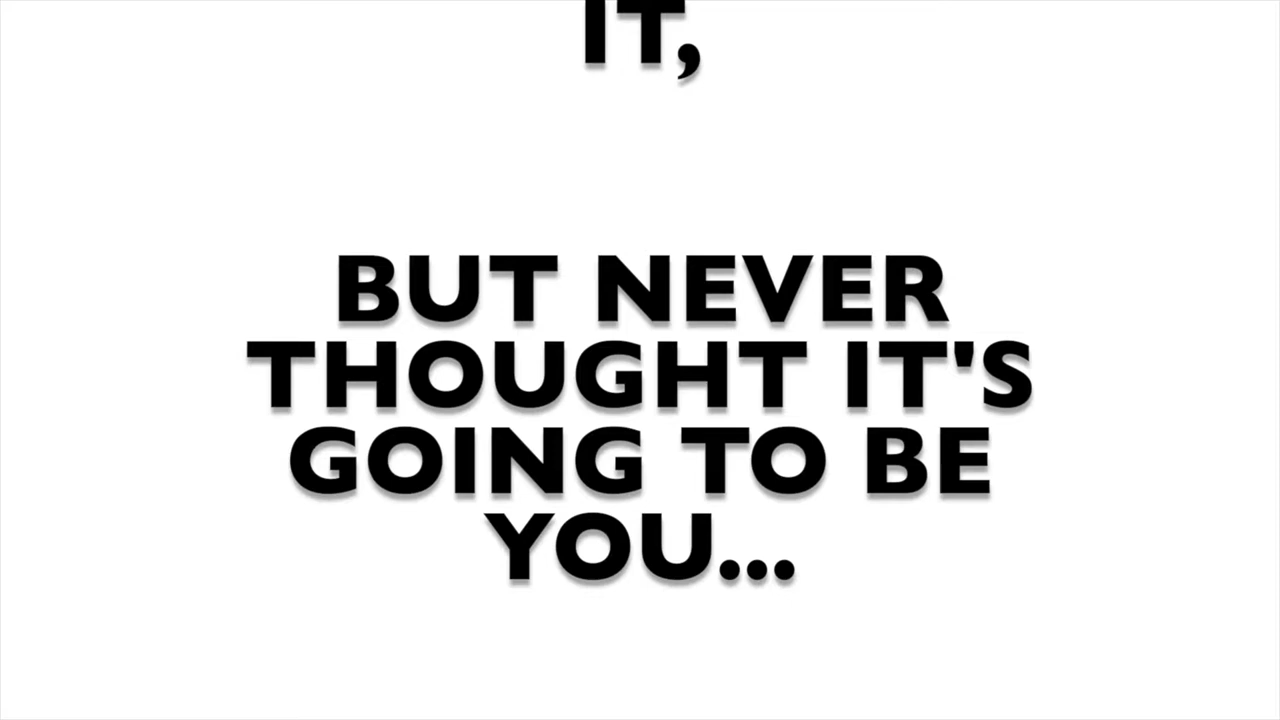 IT,
BUT NEVER
THOUGHT IT'S
GOING TO BE
YOU...